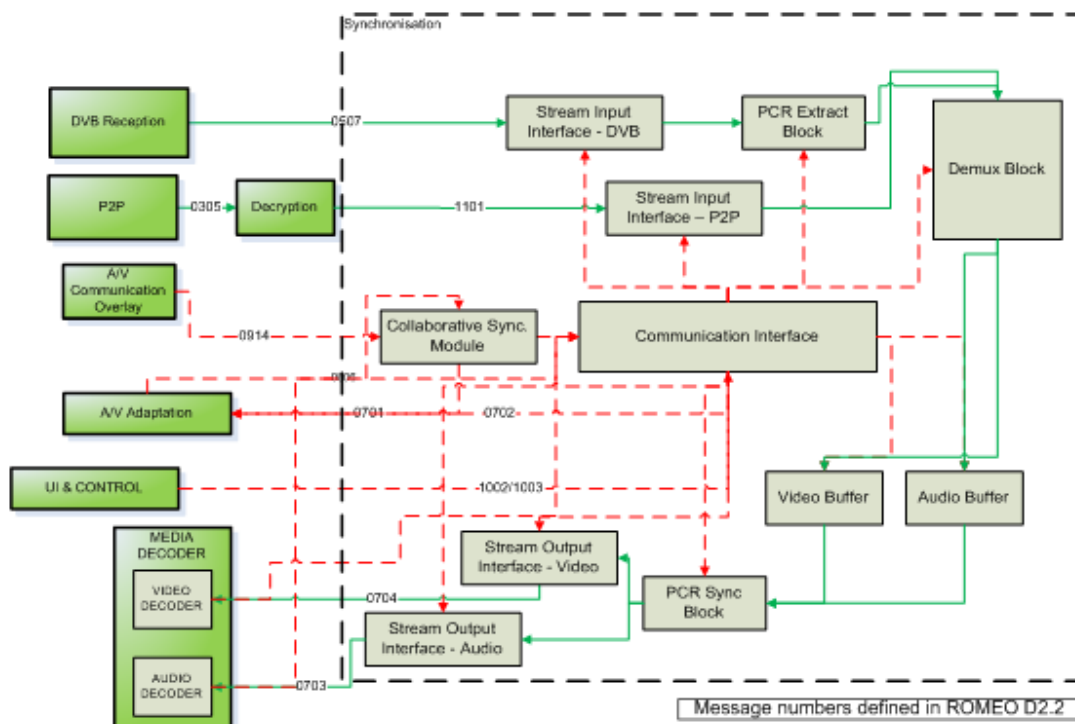 Synchronisation
DVB Reception
0507
Stream Input
Interface - DVB
PCR Extract
Block
Demux Block
P2P
0305
Decryption
1101
Stream Input
Interface – P2P
A/V
Communication
Overlay
0914
Collaborative Sync.
Module
Communication Interface
A/V Adaptation
0701
0702
UI & CONTROL
1002/1003
Video Buffer
Audio Buffer
MEDIA
DECODER
VIDEO
DECODER
0704
Stream Output
Interface - Video
PCR Sync
Block
Stream Output
Interface - Audio
AUDIO
DECODER
0703
Message numbers defined in ROMEO D2.2